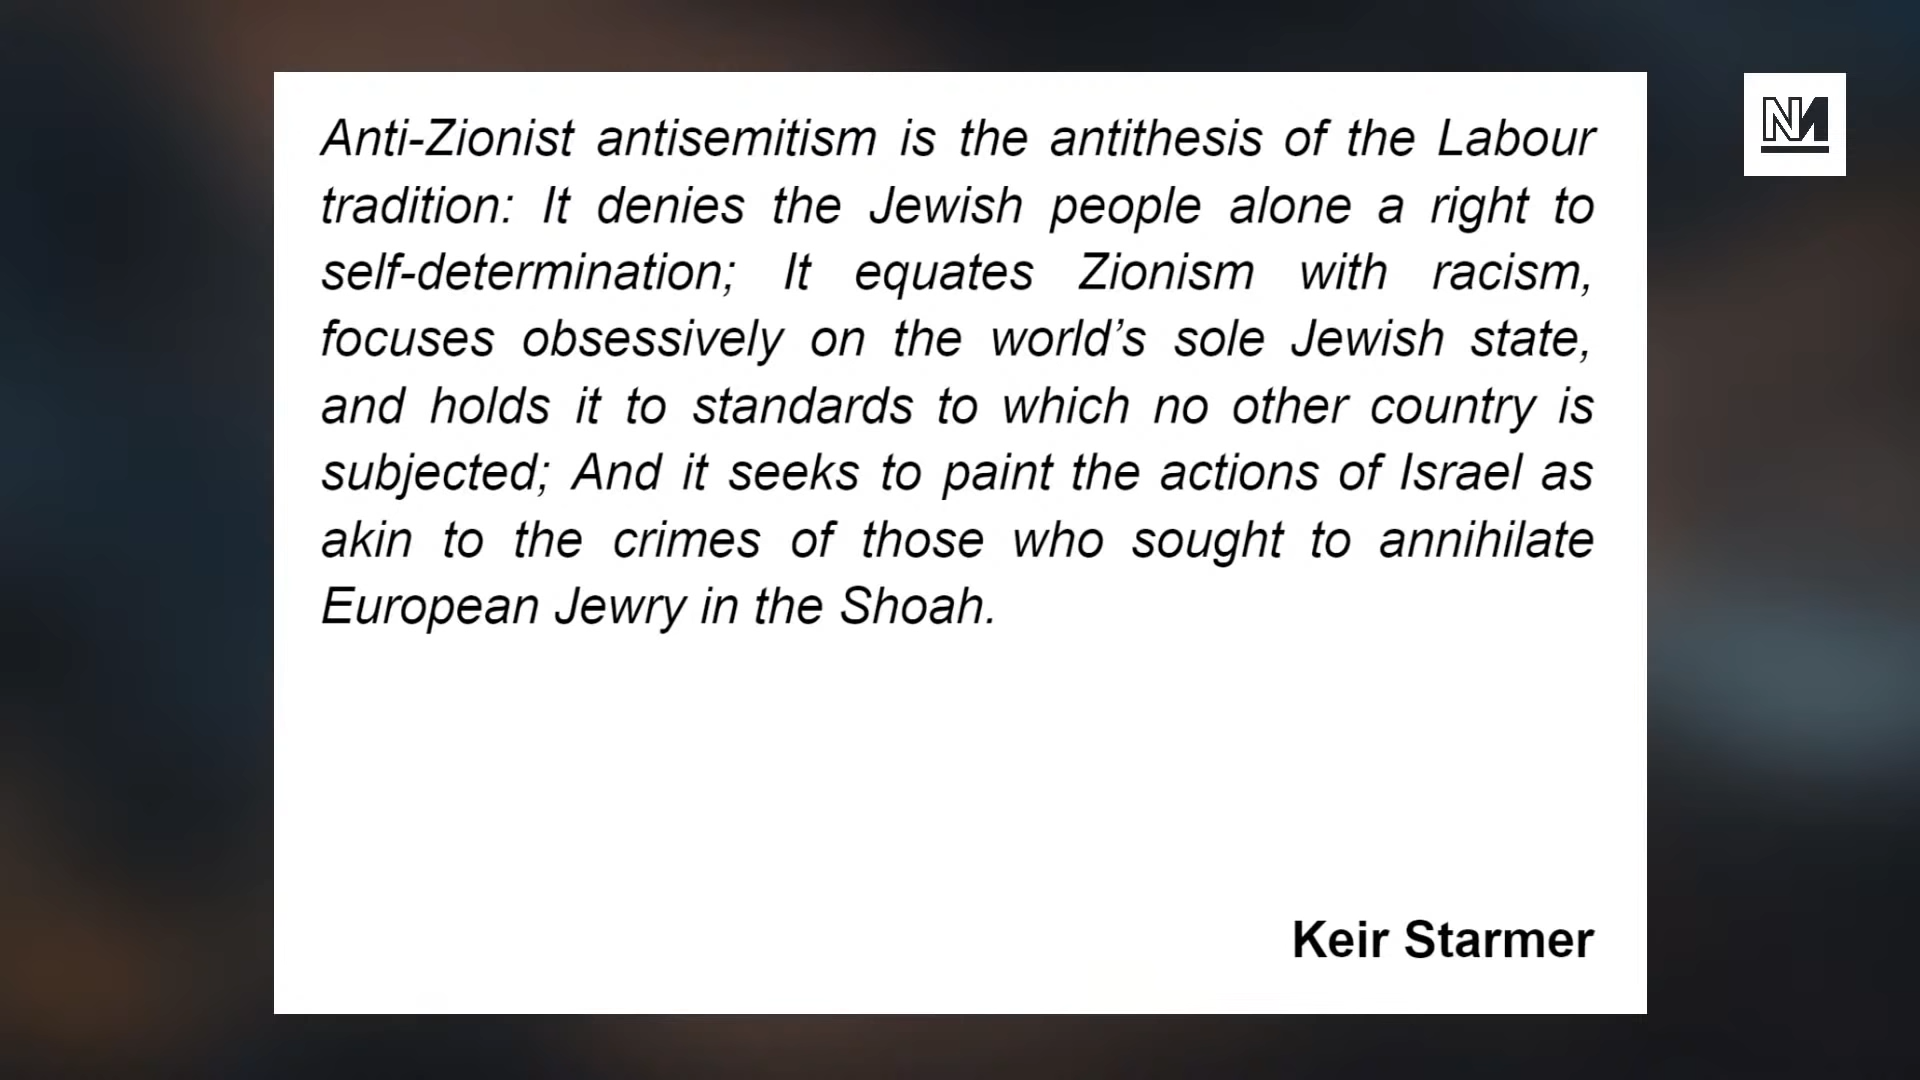 Anti-Zionist antisemitism is the antithesis of the Labour
tradition: It denies the Jewish people alone a right to
self-determination; It equates Zionism with racism,
focuses obsessively on the world's sole Jewish state,
and holds it to standards to which no other country is
subjected; And it seeks to paint the actions of Israel as
akin to the crimes of those who sought to annihilate
European Jewry in the Shoah.
Keir Starmer
NM